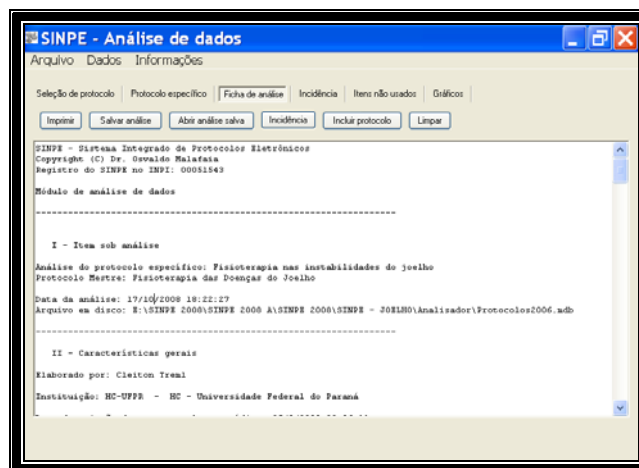 SINPE - Análise de dados
Arquivo Dados Informações
Seleção de protocolo Protocolo específico Ficha de análise Incidência Itens não usados Gráficos
Imprimir Salvar análise Abrir análise salva Incidência Incluir protocolo Limpar
SINPE - Sistema Integrado de Protocolos Eletrônicos
Copyright (C) Dr. Osvaldo Malafaia
Registro do SINPE no INPI: 00051543
Módulo de análise de dados
I - Item sob análise
Análise do protocolo específico: Fisioterapia nas instabilidades do joelho
Protocolo Mestre: Fisioterapia das Doenças do Joelho
Data da análise: 17/10/2008 18:22:27
Arquivo em disco: E:\SINPE 2008\SINPE 2008 A\SINPE 2008\SINPE - JOELHO\Analisador\Protocolos2006.mdb
II - Características gerais
Elaborado por: Cleiton Treml
Instituição: HC-UFPR - HC - Universidade Federal do Paraná